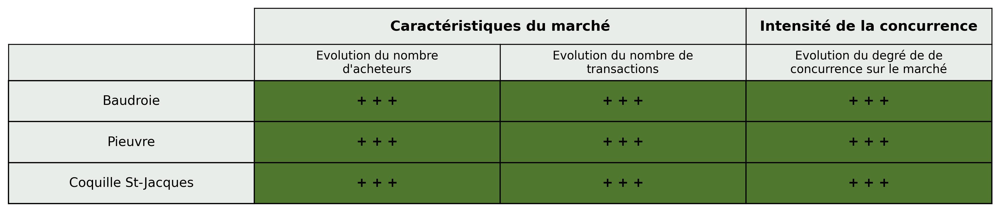 Caractéristiques du marché
Intensité de la concurrence
Evolution du nombre
d'acheteurs
Evolution du nombre de
transactions
Evolution du degré de de
concurrence sur le marché
Baudroie
+ + +
+ + +
+ + +
Pieuvre
+ + +
+ + +
+ + +
Coquille St-Jacques
+ + +
+ + +
+ + +